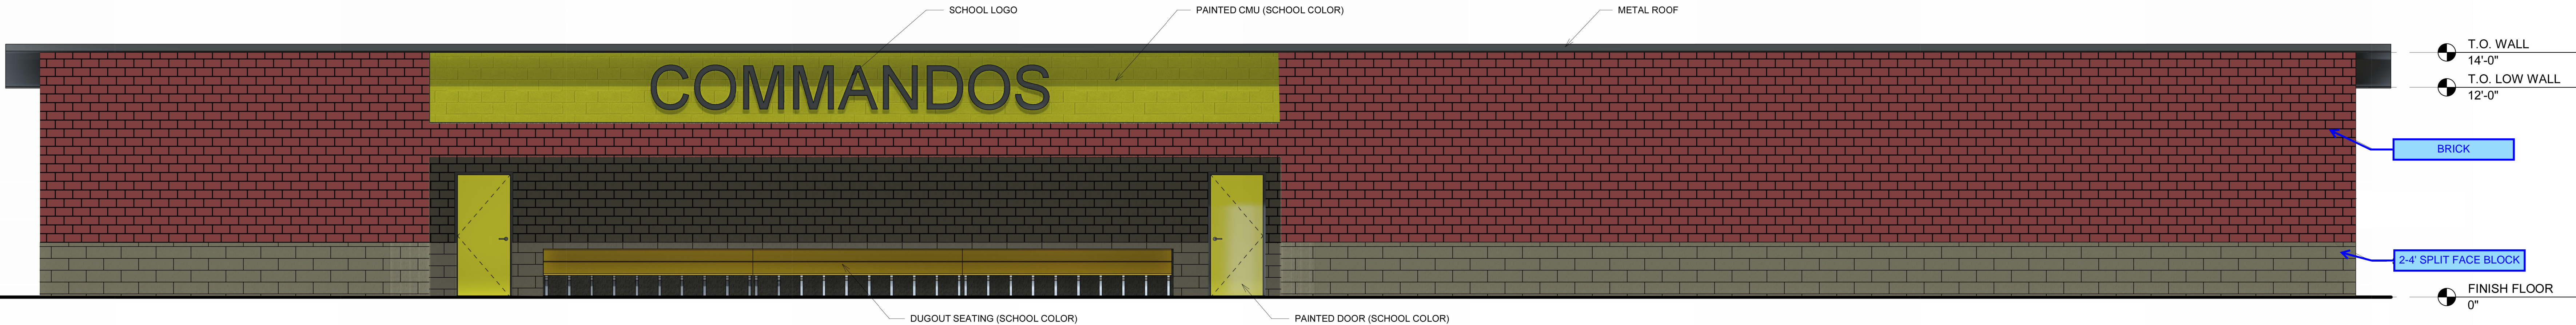 SCHOOL LOGO
PAINTED CMU (SCHOOL COLOR)
METAL ROOF
COMMANDOS
T.O. WALL
14'-0"
T.O. LOW WALL
12'-0"
BRICK
2-4' SPLIT FACE BLOCK
FINISH FLOOR
0"
DUGOUT SEATING (SCHOOL COLOR)
PAINTED DOOR (SCHOOL COLOR)